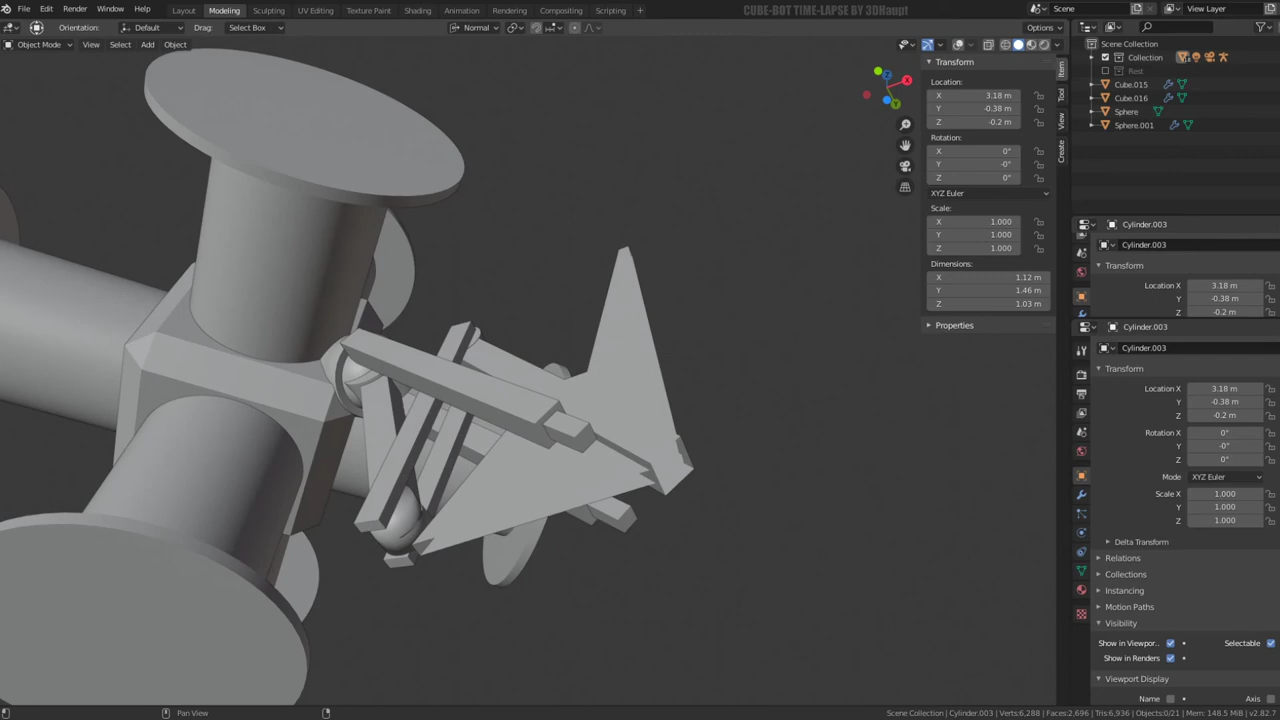 File Edit Render Window Help
Layout Modeling Sculpting UV Editing Texture Paint Shading Animation Rendering Compositing Scripting
CUBE-BOT TIME-LAPSE BY 3DHaupt
Scene
View Layer
Orientation: Default Drag: Select Box
Normal
Options
Object Mode View Select Add Object
Transform
Location:
X 3.18 m
Y -0.38 m
Z -0.2 m
Rotation:
X 0°
Y -0°
Z 0°
XYZ Euler
Scale:
X 1.000
Y 1.000
Z 1.000
Dimensions:
X 1.12 m
Y 1.46 m
Z 1.03 m
Properties
Item
Tool
View
Create
X
Y
Z
Scene Collection
Collection
Rest
Cube.015
Cube.016
Sphere
Sphere.001
Cylinder.003
Cylinder.003
Transform
Location X 3.18 m
Y -0.38 m
Z -0.2 m
Cylinder.003
Cylinder.003
Transform
Location X 3.18 m
Y -0.38 m
Z -0.2 m
Rotation X 0°
Y -0°
Z 0°
Mode XYZ Euler
Scale X 1.000
Y 1.000
Z 1.000
Delta Transform
Relations
Collections
Instancing
Motion Paths
Visibility
Show in Viewpor.. Selectable
Show in Renders
Viewport Display
Name Axis
Pan View
Scene Collection | Cylinder.003 | Verts:6,288 | Faces:2,696 | Tris:6,936 | Objects:0/21 | Mem: 148.5 MiB | v2.82.7